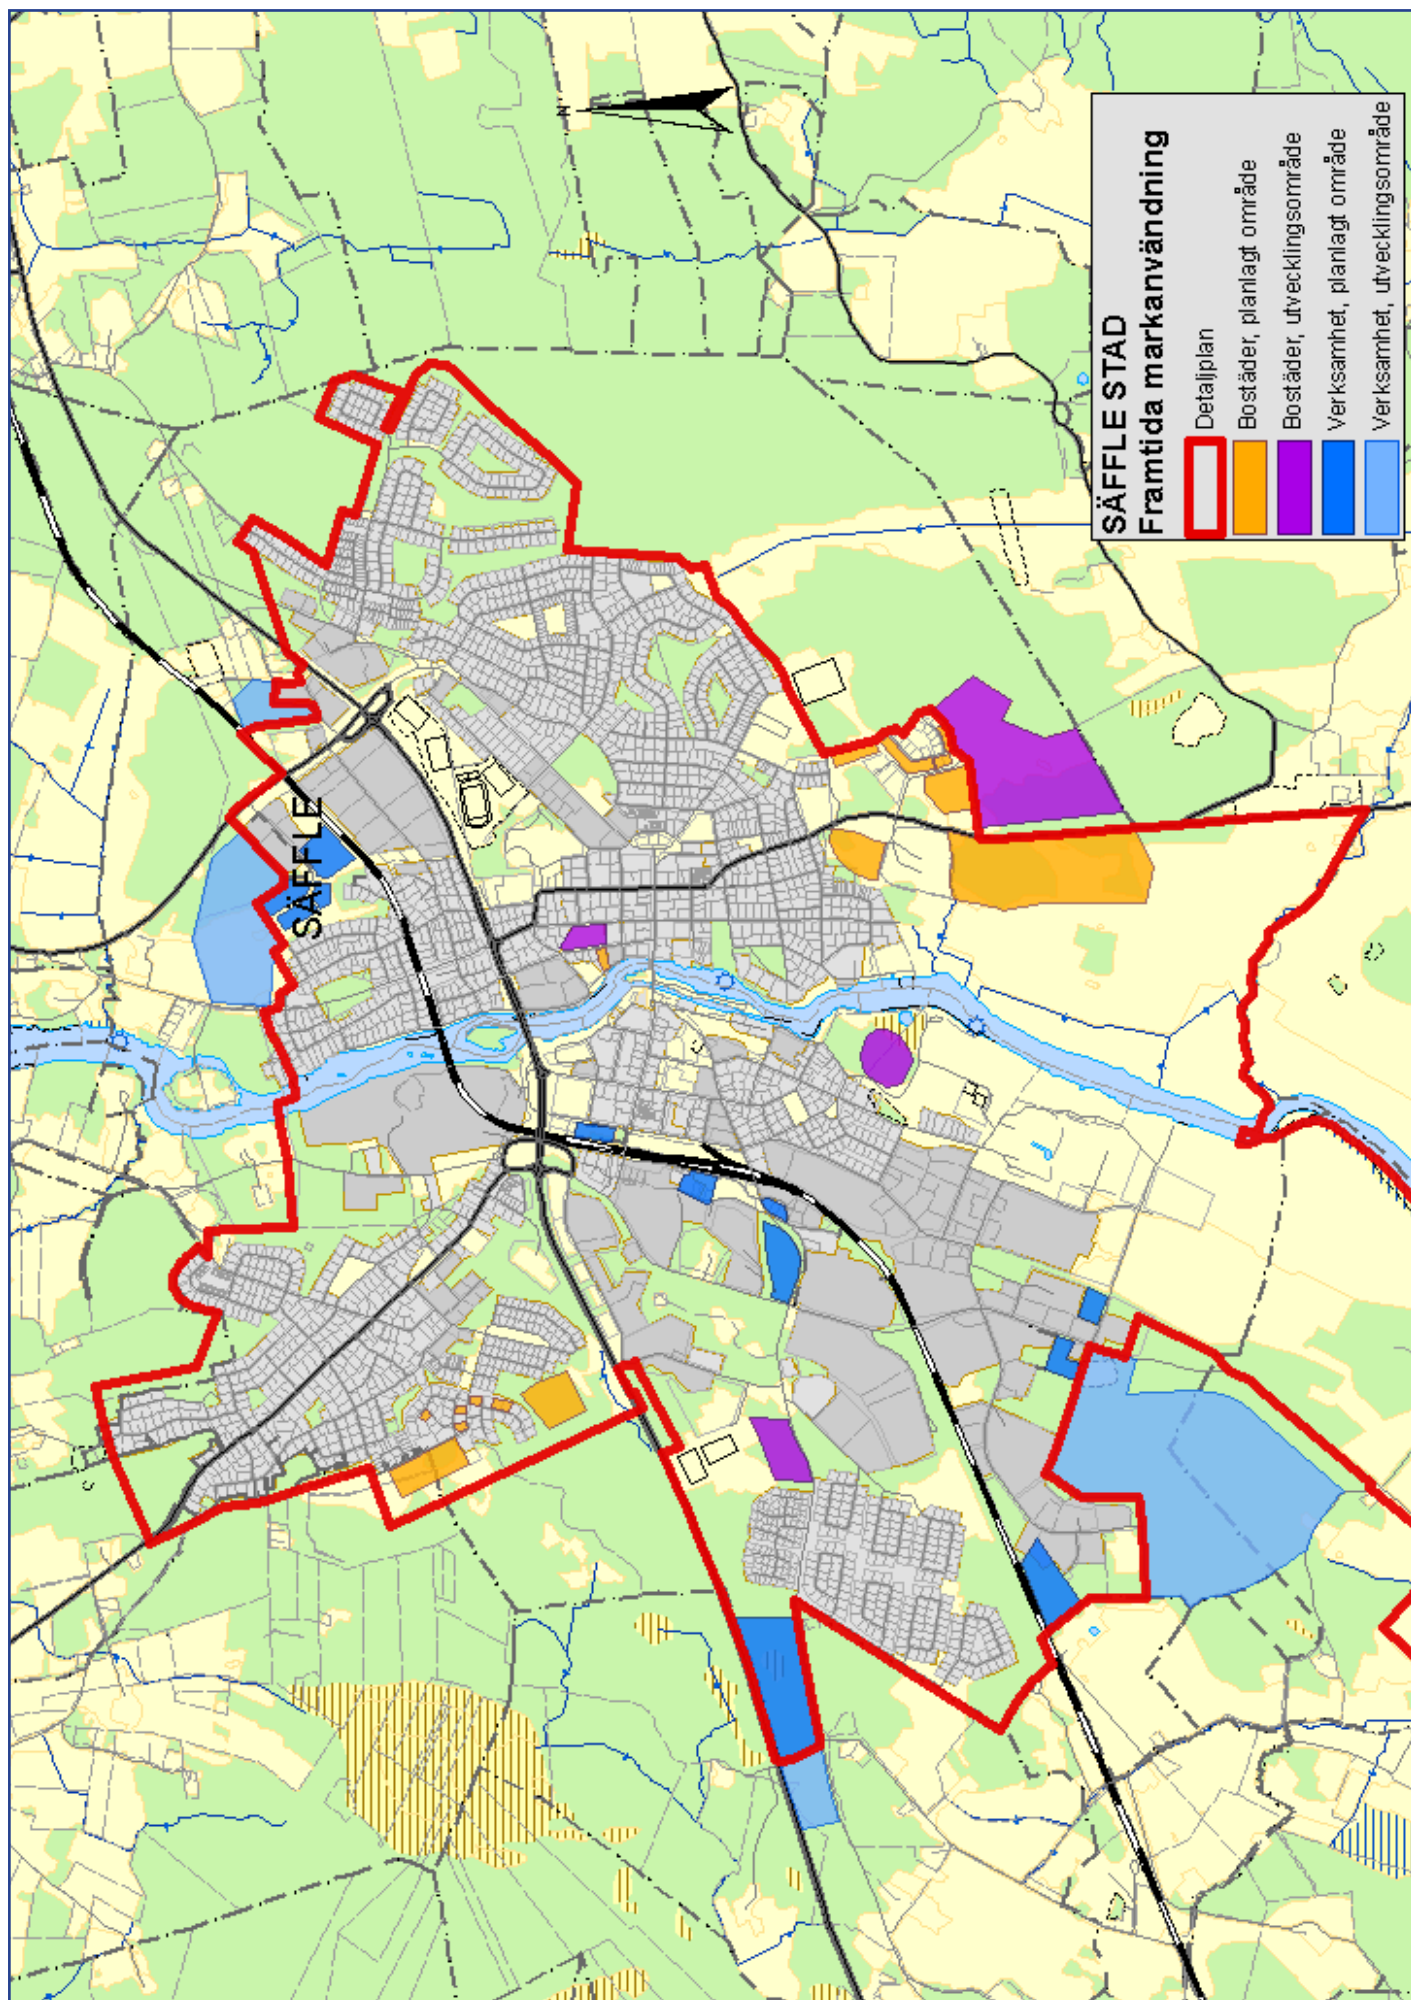 SÄFFLE
N
SÄFFLE STAD
Framtida markanvändning
Detaljplan
Bostäder, planlagt område
Bostäder, utvecklingsområde
Verksamhet, planlagt område
Verksamhet, utvecklingsområde